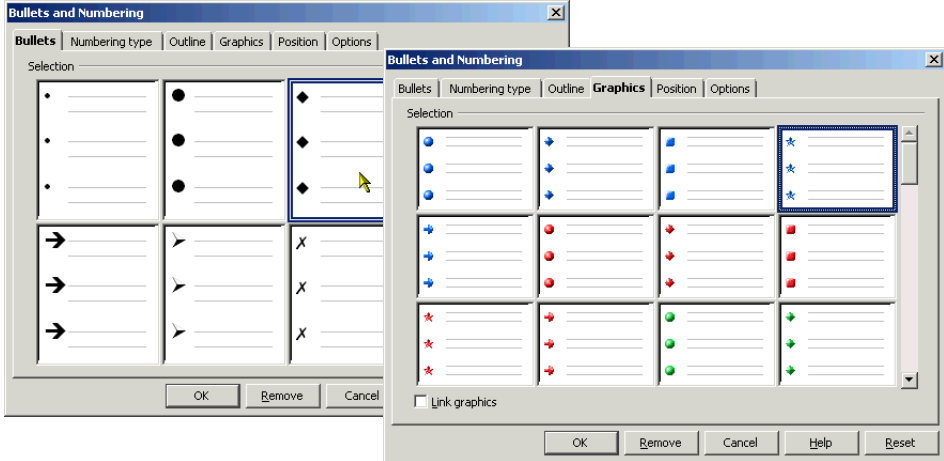 Bullets and Numbering
Bullets Numbering type Outline Graphics Position Options
Selection
OK Remove Cancel
Bullets and Numbering
Bullets Numbering type Outline Graphics Position Options
Selection
Link graphics
OK Remove Cancel Help Reset